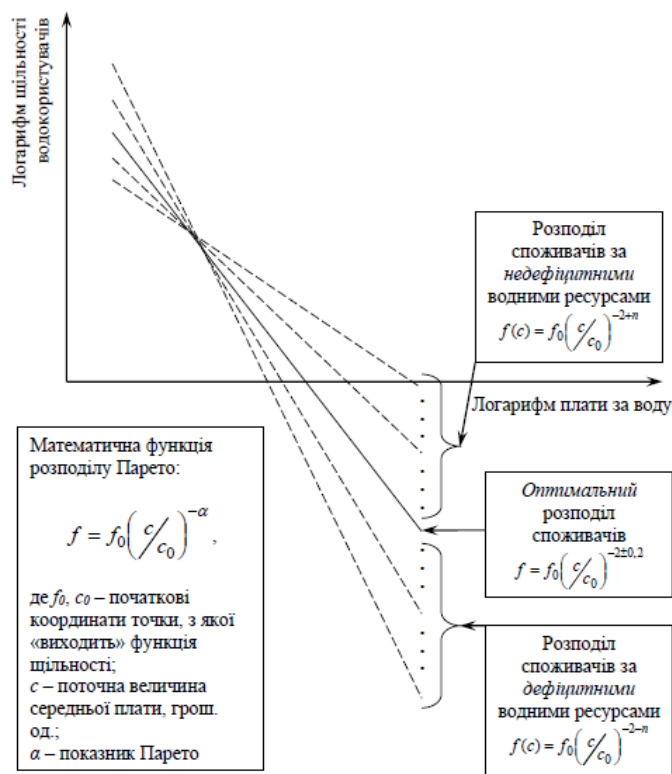 Логарифм щільності
водокористувачів
Розподіл
споживачів за
недефіцитними
водними ресурсами
f(c) = f₀(c/c₀)^(−2+n)
Логарифм плати за воду
Математична функція
розподілу Парето:
f = f₀(c/c₀)^(−α),
де f₀, c₀ – початкові
координати точки, з якої
«виходить» функція
щільності;
c – поточна величина
середньої плати, грош.
од.;
α – показник Парето
Оптимальний
розподіл
споживачів
f = f₀(c/c₀)^(−2±0,2)
Розподіл
споживачів за
дефіцитними
водними ресурсами
f(c) = f₀(c/c₀)^(−2−n)